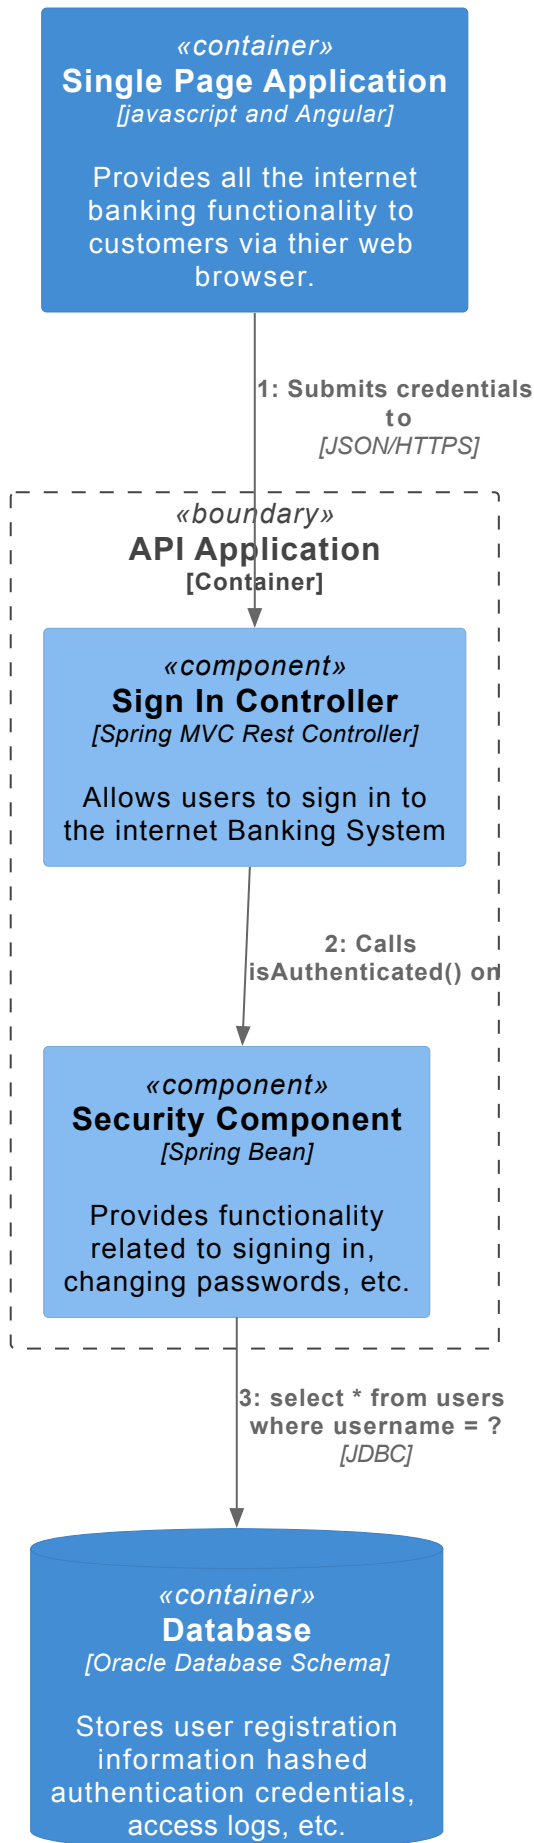 «container»
Single Page Application
[javascript and Angular]
Provides all the internet
banking functionality to
customers via thier web
browser.
1: Submits credentials
to
[JSON/HTTPS]
«boundary»
API Application
[Container]
«component»
Sign In Controller
[Spring MVC Rest Controller]
Allows users to sign in to
the internet Banking System
2: Calls
isAuthenticated() on
«component»
Security Component
[Spring Bean]
Provides functionality
related to signing in,
changing passwords, etc.
3: select * from users
where username = ?
[JDBC]
«container»
Database
[Oracle Database Schema]
Stores user registration
information hashed
authentication credentials,
access logs, etc.